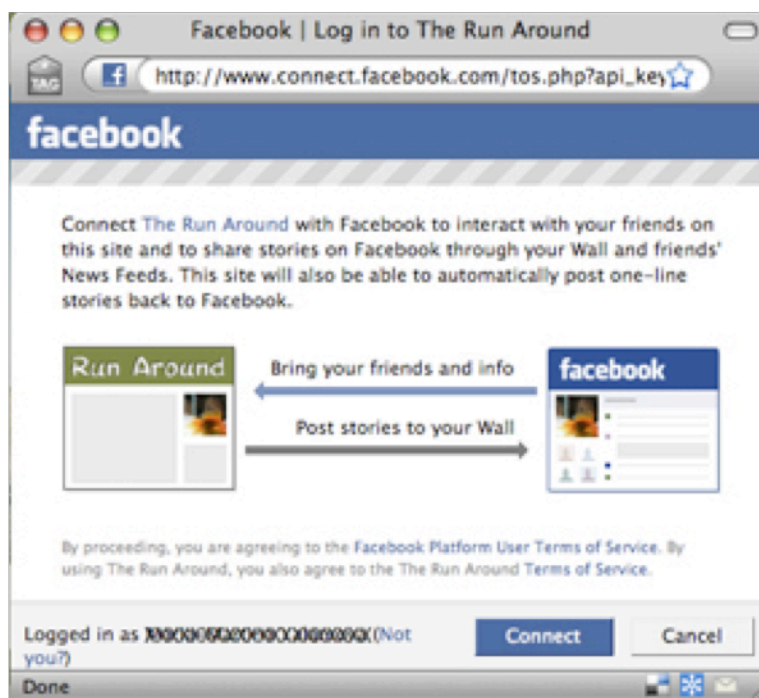 Facebook | Log in to The Run Around
TAG
http://www.connect.facebook.com/tos.php?api_key
facebook
Connect The Run Around with Facebook to interact with your friends on
this site and to share stories on Facebook through your Wall and friends'
News Feeds. This site will also be able to automatically post one-line
stories back to Facebook.
Run Around
Bring your friends and info
facebook
Post stories to your Wall
By proceeding, you are agreeing to the Facebook Platform User Terms of Service. By
using The Run Around, you also agree to the The Run Around Terms of Service.
Logged in as (Not
you?)
Connect
Cancel
Done